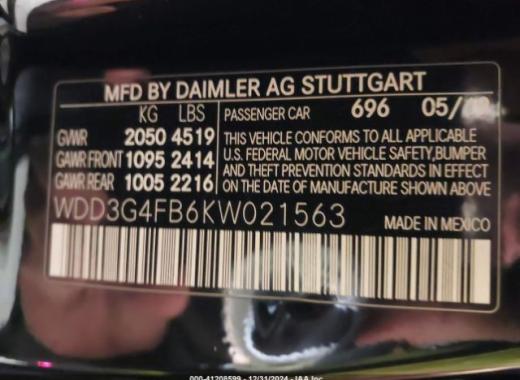 MFD BY DAIMLER AG STUTTGART
KG LBS PASSENGER CAR 696
GVWR 2050 4519 THIS VEHICLE CONFORMS TO ALL APPLICABLE
GAWR FRONT 1095 2414 U.S. FEDERAL MOTOR VEHICLE SAFETY,BUMPER
GAWR REAR 1005 2216 AND THEFT PREVENTION STANDARDS IN EFFECT
ON THE DATE OF MANUFACTURE SHOWN ABOVE
WDD3G4FB6KW021563 MADE IN MEXICO